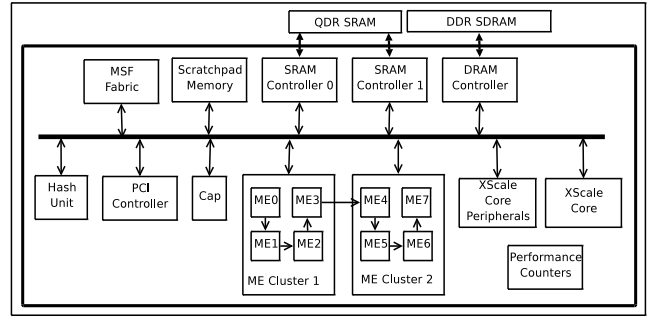 QDR SRAM
DDR SDRAM
MSF
Fabric
Scratchpad
Memory
SRAM
Controller 0
SRAM
Controller 1
DRAM
Controller
Hash
Unit
PCI
Controller
Cap
ME0
ME3
ME1
ME2
ME Cluster 1
ME4
ME7
ME5
ME6
ME Cluster 2
XScale
Core
Peripherals
XScale
Core
Performance
Counters